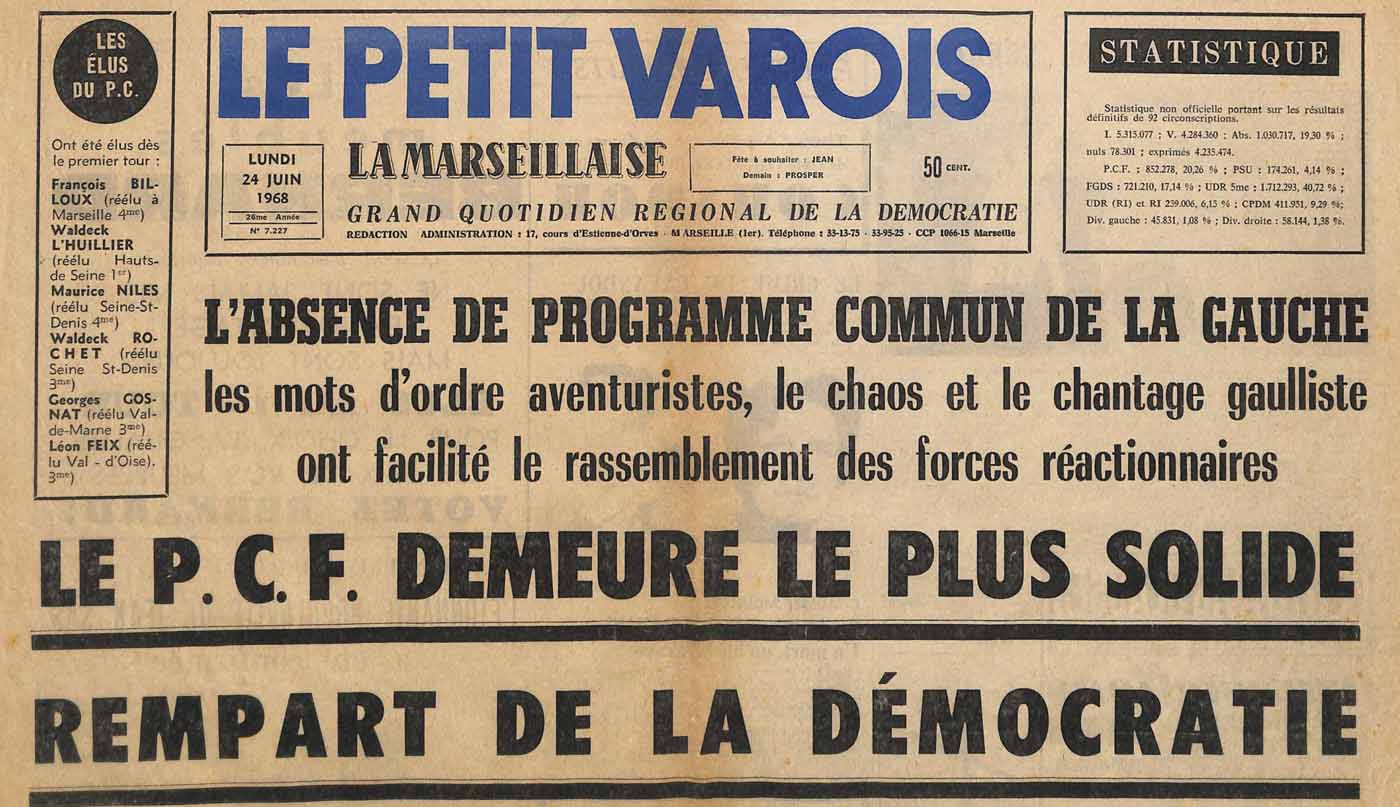 LES
ÉLUS
DU P.C.
Ont été élus dès
le premier tour :
François BIL-
LOUX (réélu à
Marseille 4me)
Waldeck
L'HUILLIER
(réélu Hauts-
de Seine 1er)
Maurice NILES
(réélu Seine-St-
Denis 4me)
Waldeck RO-
CHET (réélu
Seine St-Denis
3me)
Georges GOS-
NAT (réélu Val-
de-Marne 3me)
Léon FEIX (réé-
lu Val - d'Oise).
3me)
LE PETIT VAROIS
LUNDI
24 JUIN
1968
26me Année
N° 7.227
LA MARSEILLAISE
Fête à souhaiter : JEAN
Demain : PROSPER
50 CENT.
GRAND QUOTIDIEN REGIONAL DE LA DEMOCRATIE
REDACTION ADMINISTRATION : 17, cours d'Estienne-d'Orves - MARSEILLE (1er). Téléphone : 33-13-75 - 33-95-25 - CCP 1066-15 Marseille
STATISTIQUE
Statistique non officielle portant sur les résultats
définitifs de 92 circonscriptions.
I. 5.315.077 ; V. 4.284.360 ; Abs. 1.030.717, 19,30 % ;
nuls 78.301 ; exprimés 4.235.474.
P.C.F. : 852.278, 20,26 % ; PSU : 174.261, 4,14 % ;
FGDS : 721.210, 17,14 % ; UDR 5me : 1.712.293, 40,72 % ;
UDR (RI) et RI 239.006, 6,15 % ; CPDM 411.951, 9,29 %;
Div. gauche : 45.831, 1,08 % ; Div. droite : 58.144, 1,38 %.
L'ABSENCE DE PROGRAMME COMMUN DE LA GAUCHE
les mots d'ordre aventuristes, le chaos et le chantage gaulliste
ont facilité le rassemblement des forces réactionnaires
LE P.C.F. DEMEURE LE PLUS SOLIDE
REMPART DE LA DÉMOCRATIE